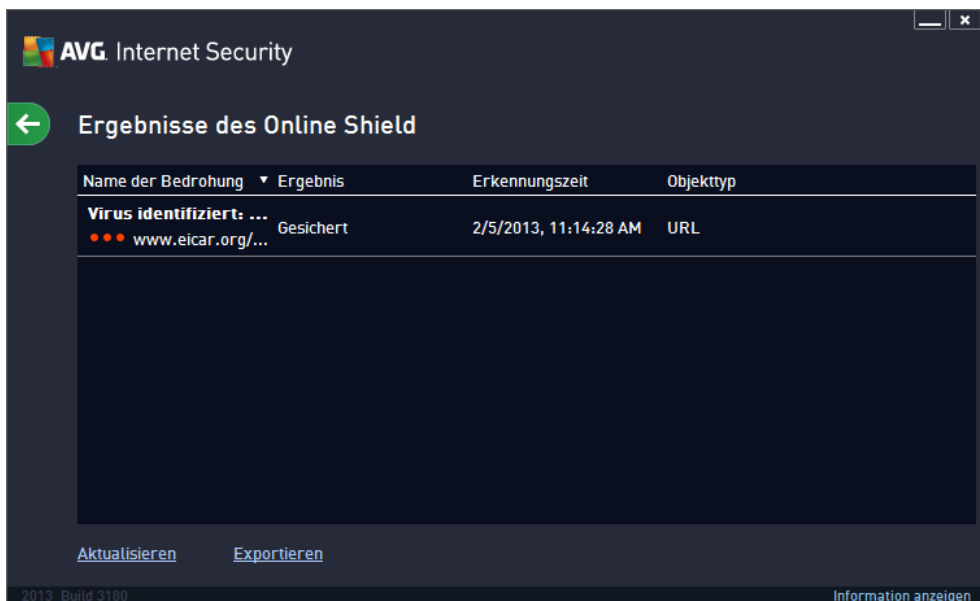 AVG. Internet Security
Ergebnisse des Online Shield
Name der Bedrohung Ergebnis Erkennungszeit Objekttyp
Virus identifiziert: ...
www.eicar.org/... Gesichert 2/5/2013, 11:14:28 AM URL
Aktualisieren Exportieren
2013 Build 3180 Information anzeigen